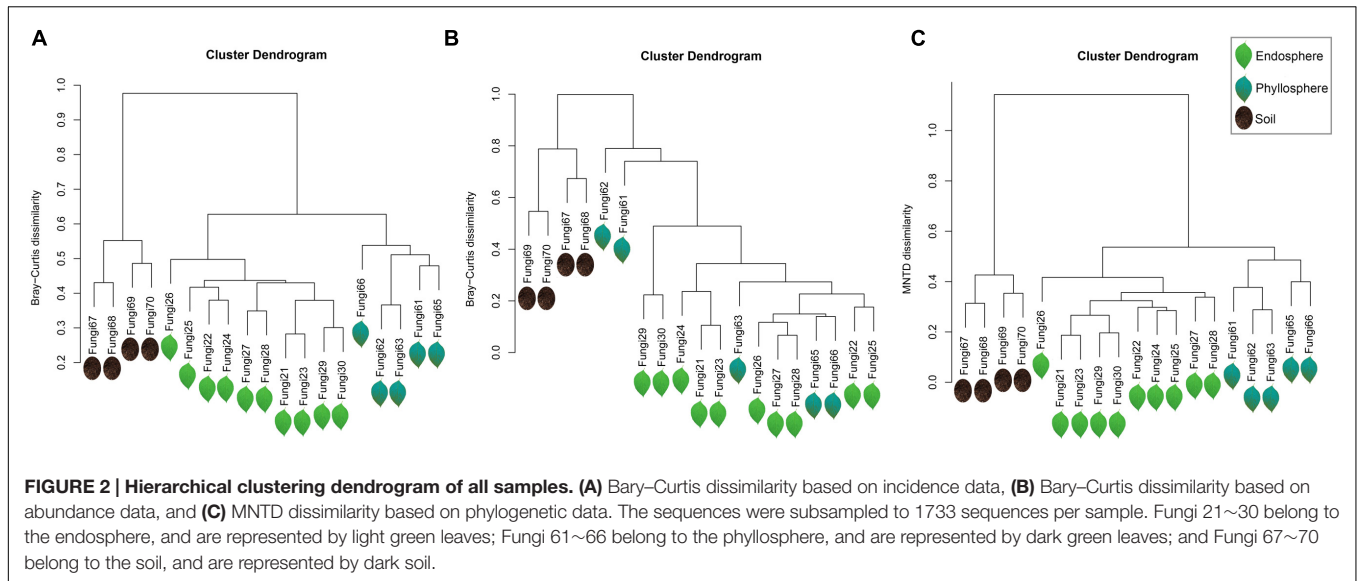 A
B
C
Cluster Dendrogram
Cluster Dendrogram
Cluster Dendrogram
Endosphere
Phyllosphere
Soil
Bray−Curtis dissimilarity
1.0
0.9
0.8
0.7
0.6
0.5
0.4
0.3
0.2
Fungi67
Fungi68
Fungi69
Fungi70
Fungi26
Fungi25
Fungi22
Fungi24
Fungi27
Fungi28
Fungi21
Fungi23
Fungi29
Fungi30
Fungi66
Fungi62
Fungi63
Fungi61
Fungi65
Bray−Curtis dissimilarity
1.0
0.8
0.6
0.4
0.2
0.0
Fungi69
Fungi70
Fungi67
Fungi68
Fungi62
Fungi61
Fungi29
Fungi30
Fungi24
Fungi21
Fungi23
Fungi63
Fungi26
Fungi27
Fungi28
Fungi65
Fungi66
Fungi22
Fungi25
MNTD dissimilarity
1.0
0.8
0.6
0.4
0.2
0.0
Fungi67
Fungi68
Fungi69
Fungi70
Fungi26
Fungi21
Fungi23
Fungi29
Fungi30
Fungi22
Fungi24
Fungi25
Fungi27
Fungi28
Fungi61
Fungi62
Fungi63
Fungi65
Fungi66
FIGURE 2 | Hierarchical clustering dendrogram of all samples. (A) Bary–Curtis dissimilarity based on incidence data, (B) Bary–Curtis dissimilarity based on
abundance data, and (C) MNTD dissimilarity based on phylogenetic data. The sequences were subsampled to 1733 sequences per sample. Fungi 21∼30 belong to
the endosphere, and are represented by light green leaves; Fungi 61∼66 belong to the phyllosphere, and are represented by dark green leaves; and Fungi 67∼70
belong to the soil, and are represented by dark soil.